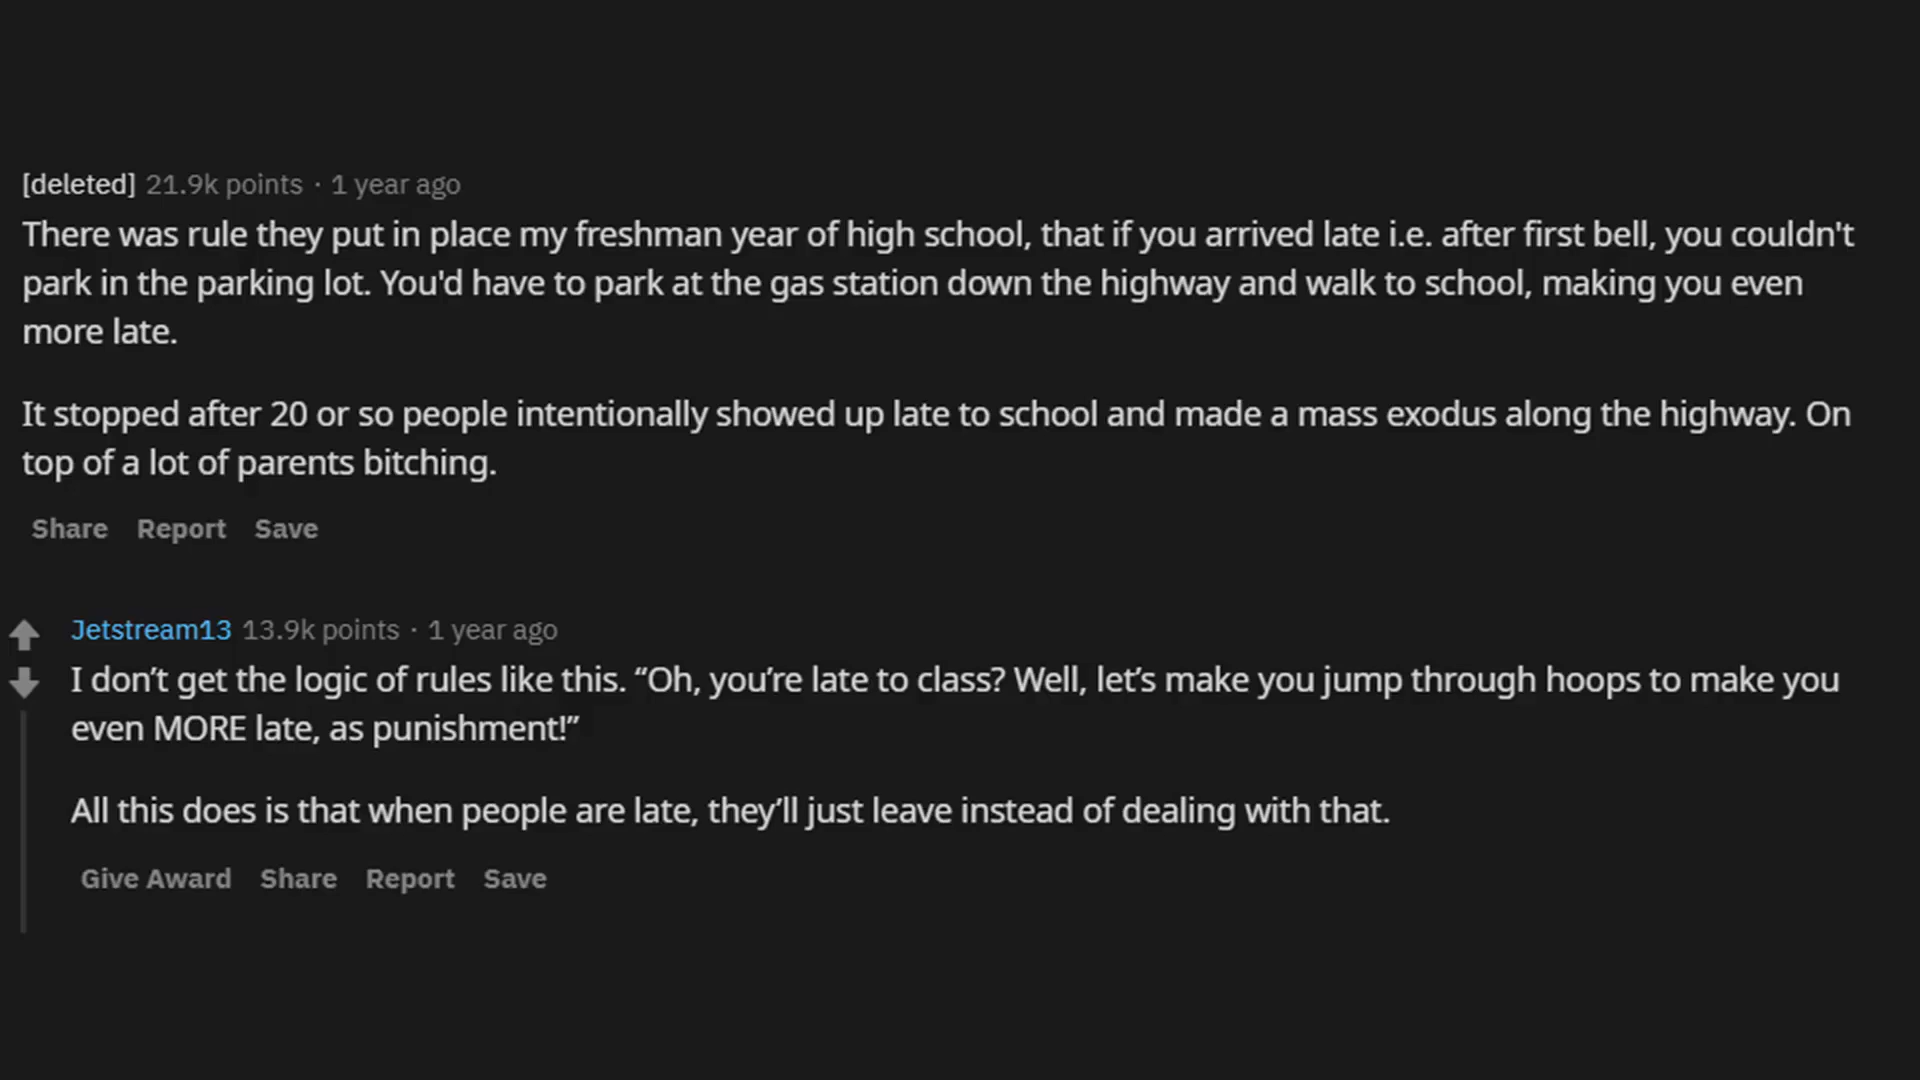 [deleted] 21.9k points · 1 year ago
There was rule they put in place my freshman year of high school, that if you arrived late i.e. after first bell, you couldn't
park in the parking lot. You'd have to park at the gas station down the highway and walk to school, making you even
more late.
It stopped after 20 or so people intentionally showed up late to school and made a mass exodus along the highway. On
top of a lot of parents bitching.
Share Report Save
Jetstream13 13.9k points · 1 year ago
I don’t get the logic of rules like this. “Oh, you’re late to class? Well, let’s make you jump through hoops to make you
even MORE late, as punishment!”
All this does is that when people are late, they’ll just leave instead of dealing with that.
Give Award Share Report Save